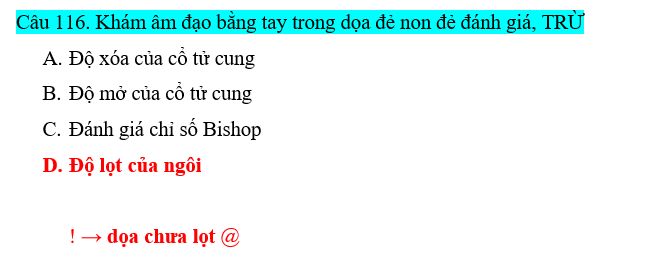 Câu 116. Khám âm đạo bằng tay trong dọa đẻ non đẻ đánh giá, TRỪ
A. Độ xóa của cổ tử cung
B. Độ mở của cổ tử cung
C. Đánh giá chỉ số Bishop
D. Độ lọt của ngôi
! → dọa chưa lọt @